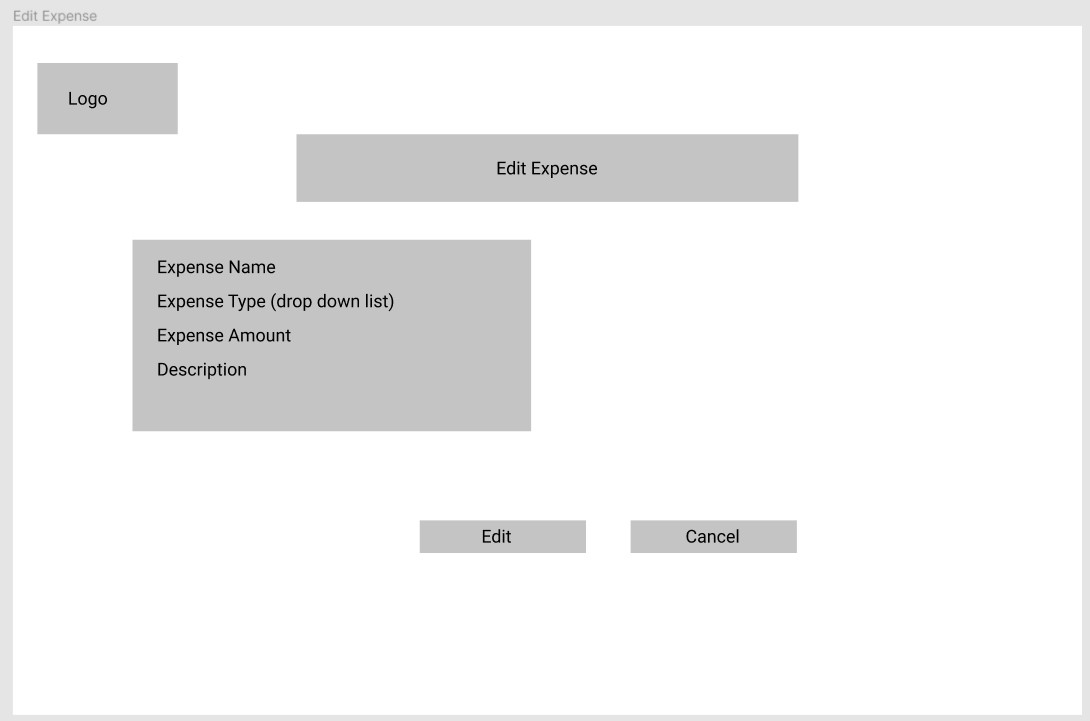 Edit Expense
Logo
Edit Expense
Expense Name
Expense Type (drop down list)
Expense Amount
Description
Edit
Cancel